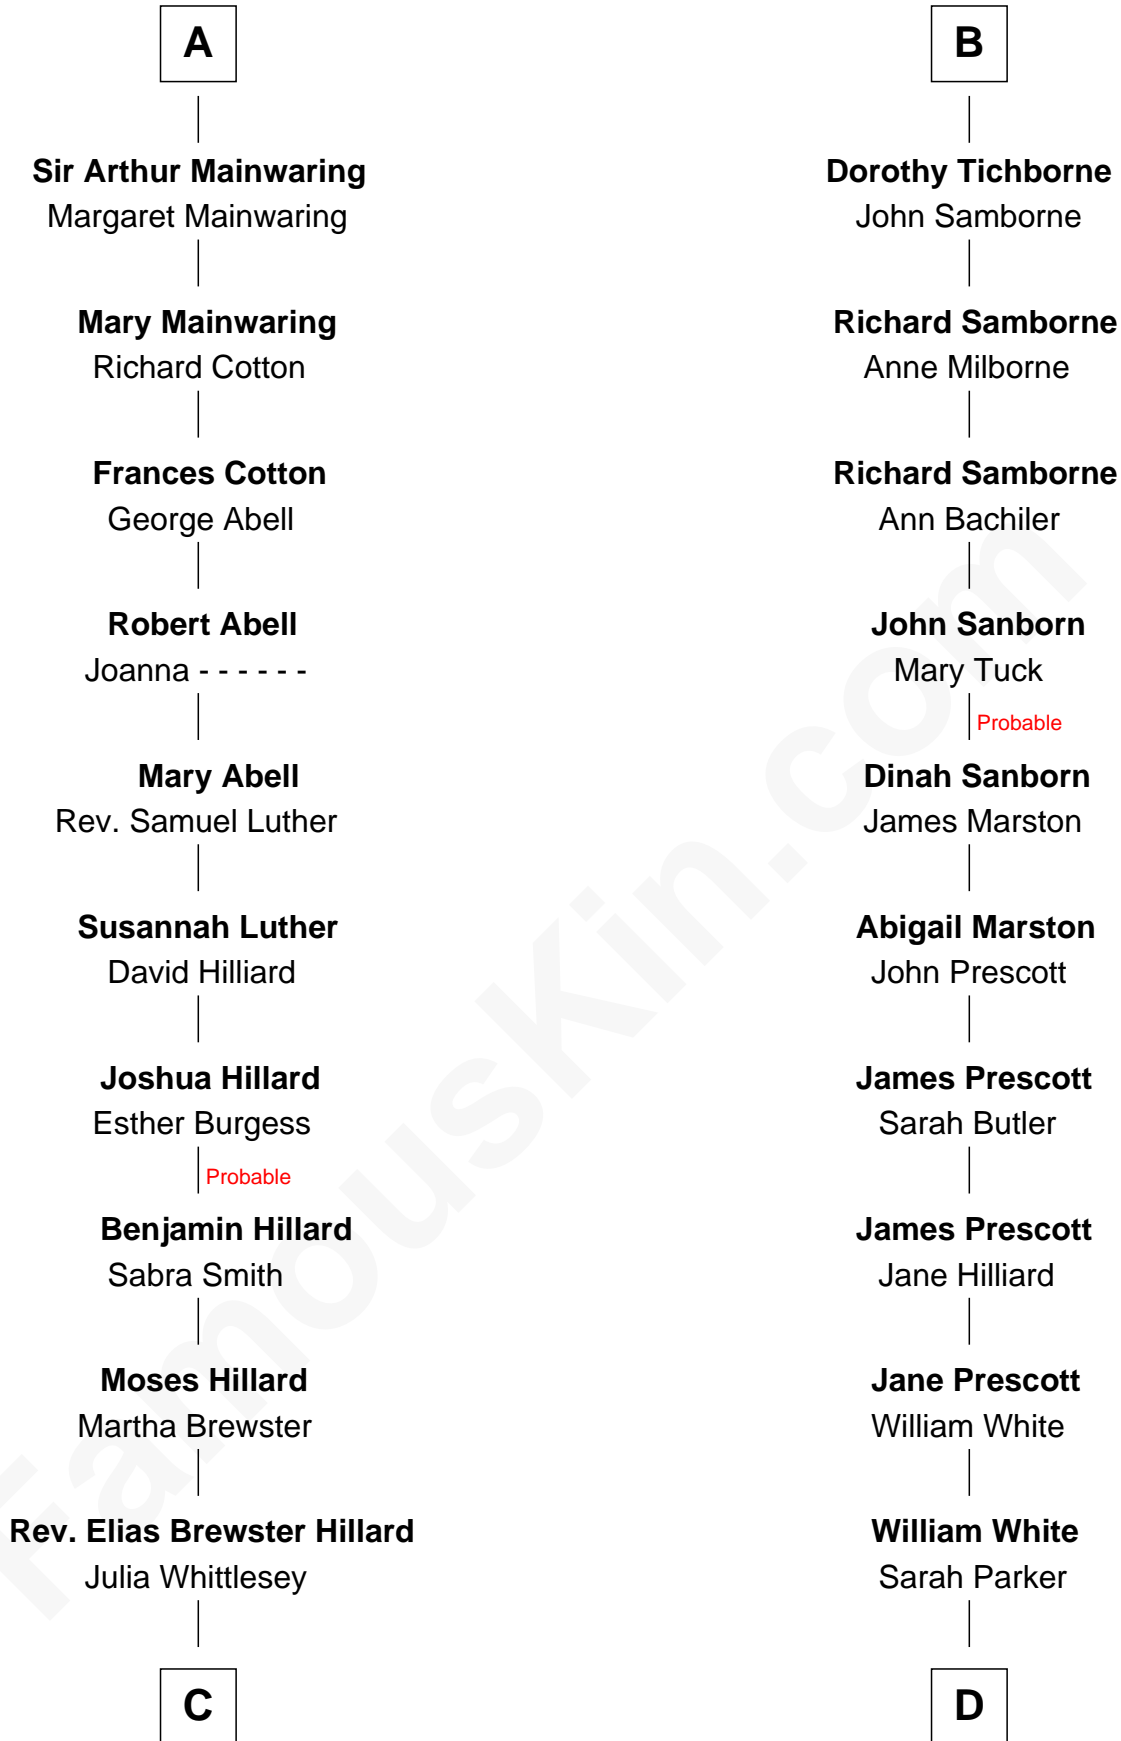 A
Sir Arthur Mainwaring
Margaret Mainwaring
Mary Mainwaring
Richard Cotton
Frances Cotton
George Abell
Robert Abell
Joanna - - - - - -
Mary Abell
Rev. Samuel Luther
Susannah Luther
David Hilliard
Joshua Hillard
Esther Burgess
Probable
Benjamin Hillard
Sabra Smith
Moses Hillard
Martha Brewster
Rev. Elias Brewster Hillard
Julia Whittlesey
C
B
Dorothy Tichborne
John Samborne
Richard Samborne
Anne Milborne
Richard Samborne
Ann Bachiler
John Sanborn
Mary Tuck
Probable
Dinah Sanborn
James Marston
Abigail Marston
John Prescott
James Prescott
Sarah Butler
James Prescott
Jane Hilliard
Jane Prescott
William White
William White
Sarah Parker
D
FamousKin.com